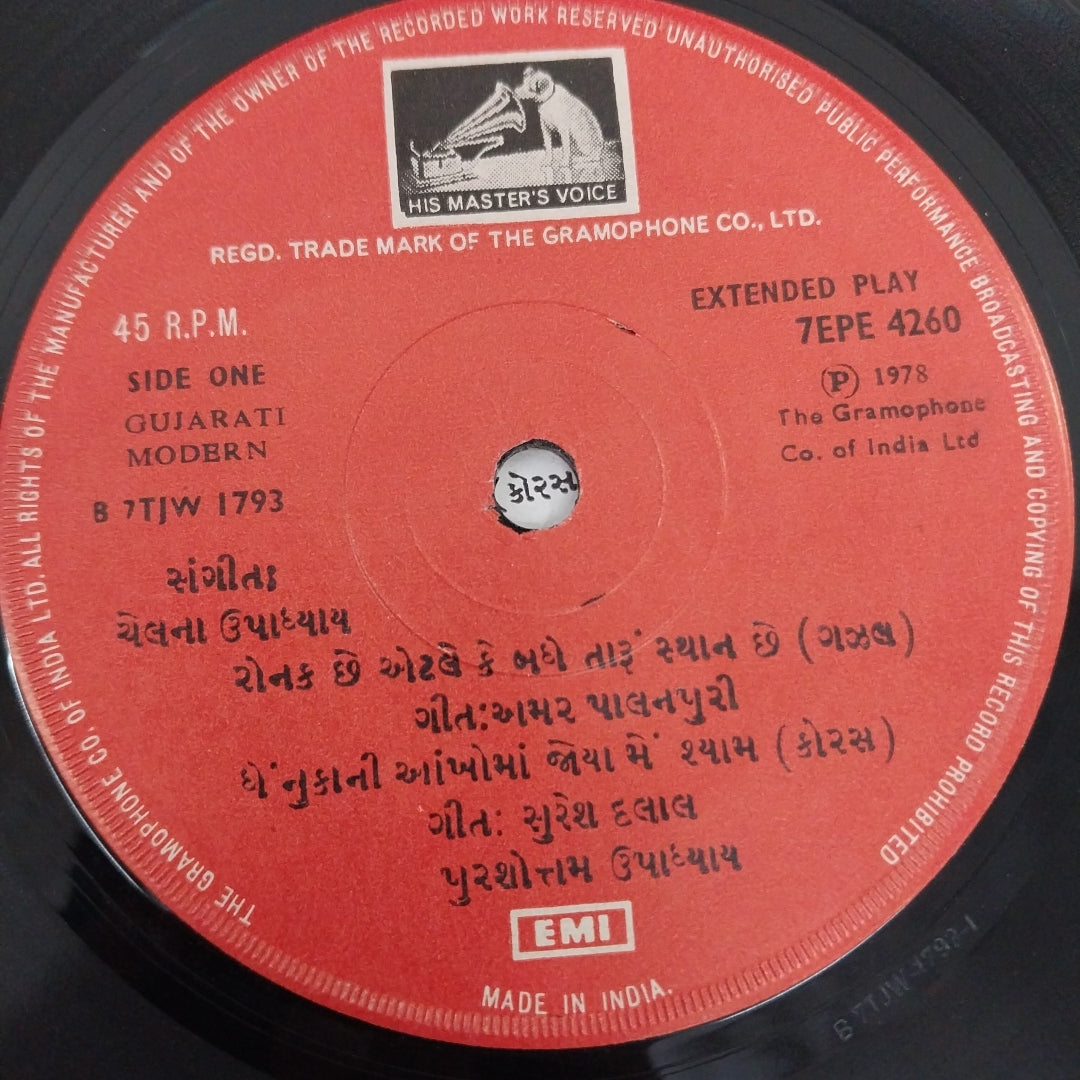 THE GRAMOPHONE CO. OF INDIA LTD. ALL RIGHTS OF THE MANUFACTURER AND OF THE OWNER OF THE RECORDED WORK RESERVED UNAUTHORISED PUBLIC PERFORMANCE BROADCASTING AND COPYING OF THIS RECORD PROHIBITED
HIS MASTER'S VOICE
REGD. TRADE MARK OF THE GRAMOPHONE CO., LTD.
45 R.P.M.
SIDE ONE
GUJARATI
MODERN
B 7TJW 1793
EXTENDED PLAY
7EPE 4260
Ⓟ 1978
The Gramophone
Co. of India Ltd
કોરસ
સંગીતઃ
ચેલના ઉપાધ્યાય
રોનક છે એટલે કે બધે તારૂં સ્થાન છે (ગઝલ)
ગીત:અમર પાલનપુરી
ધેંનુકાની આંખોમાં જોયા મેં શ્યામ (કોરસ)
ગીત: સુરેશ દલાલ
પુરશોત્તમ ઉપાધ્યાય
EMI
MADE IN INDIA.